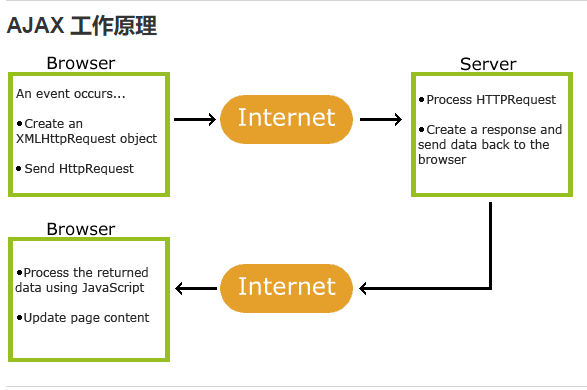 AJAX 工作原理
Browser
An event occurs...
•Create an
XMLHttpRequest object
• Send HttpRequest
Internet
Server
•Process HTTPRequest
•Create a response and
send data back to the
browser
Browser
•Process the returned
data using JavaScript
•Update page content
Internet